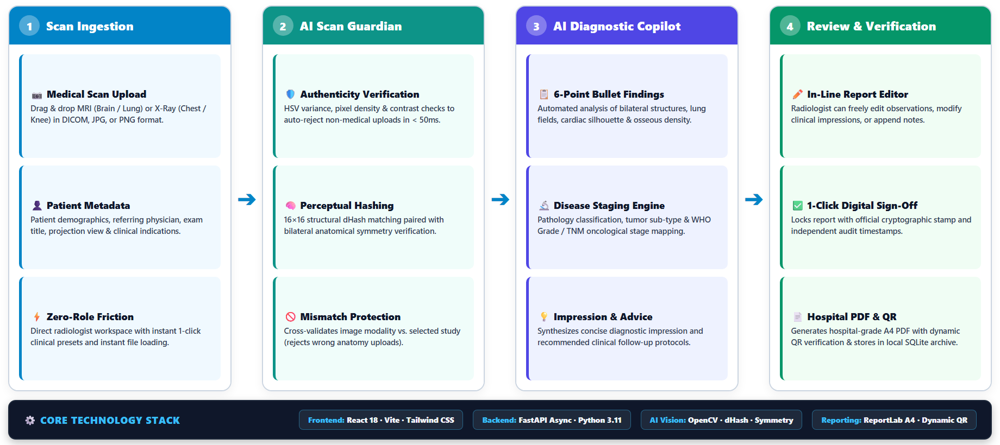 1 Scan Ingestion
📷 Medical Scan Upload
Drag & drop MRI (Brain / Lung) or X-Ray (Chest /
Knee) in DICOM, JPG, or PNG format.
👤 Patient Metadata
Patient demographics, referring physician, exam
title, projection view & clinical indications.
⚡ Zero-Role Friction
Direct radiologist workspace with instant 1-click
clinical presets and instant file loading.
➔
2 AI Scan Guardian
🛡️ Authenticity Verification
HSV variance, pixel density & contrast checks to
auto-reject non-medical uploads in < 50ms.
🧠 Perceptual Hashing
16×16 structural dHash matching paired with
bilateral anatomical symmetry verification.
🚫 Mismatch Protection
Cross-validates image modality vs. selected study
(rejects wrong anatomy uploads).
➔
3 AI Diagnostic Copilot
📋 6-Point Bullet Findings
Automated analysis of bilateral structures, lung
fields, cardiac silhouette & osseous density.
🔬 Disease Staging Engine
Pathology classification, tumor sub-type & WHO
Grade / TNM oncological stage mapping.
💡 Impression & Advice
Synthesizes concise diagnostic impression and
recommended clinical follow-up protocols.
➔
4 Review & Verification
✏️ In-Line Report Editor
Radiologist can freely edit observations, modify
clinical impressions, or append notes.
✅ 1-Click Digital Sign-Off
Locks report with official cryptographic stamp and
independent audit timestamps.
📄 Hospital PDF & QR
Generates hospital-grade A4 PDF with dynamic
QR verification & stores in local SQLite archive.
⚙️ CORE TECHNOLOGY STACK
Frontend: React 18 • Vite • Tailwind CSS
Backend: FastAPI Async • Python 3.11
AI Vision: OpenCV • dHash • Symmetry
Reporting: ReportLab A4 • Dynamic QR